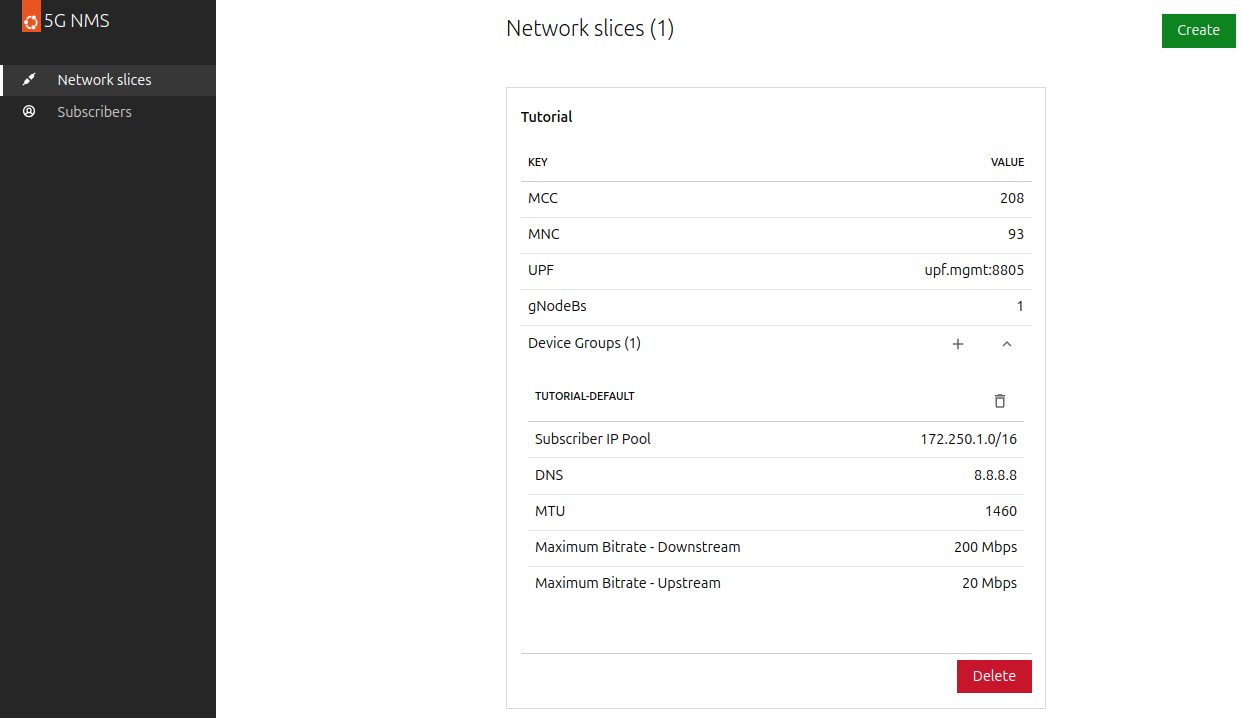 5G NMS
Network slices
Subscribers
Network slices (1)
Create
Tutorial
KEY VALUE
MCC 208
MNC 93
UPF upf.mgmt:8805
gNodeBs 1
Device Groups (1)
TUTORIAL-DEFAULT
Subscriber IP Pool 172.250.1.0/16
DNS 8.8.8.8
MTU 1460
Maximum Bitrate - Downstream 200 Mbps
Maximum Bitrate - Upstream 20 Mbps
Delete